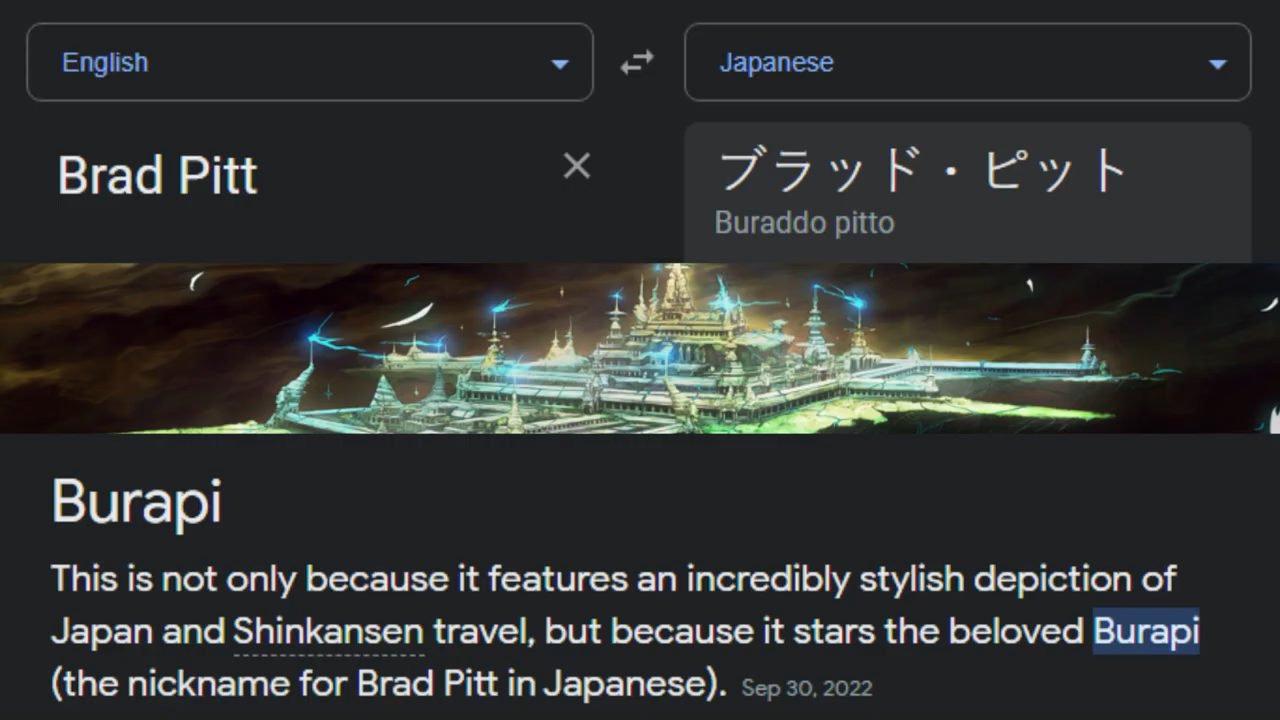 English
Japanese
Brad Pitt
ブラッド・ピット
Buraddo pitto
Burapi
This is not only because it features an incredibly stylish depiction of
Japan and Shinkansen travel, but because it stars the beloved Burapi
(the nickname for Brad Pitt in Japanese). Sep 30, 2022